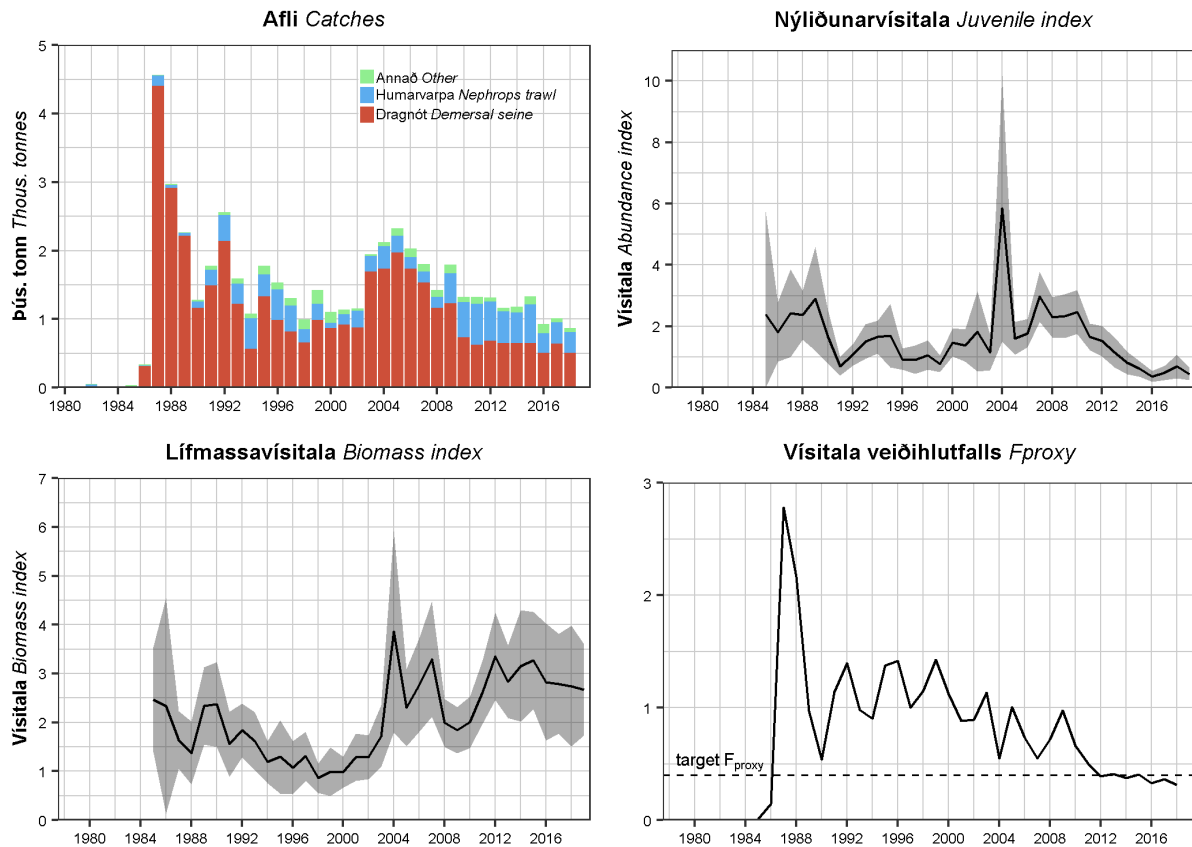 Afli Catches
þús. tonn Thous. tonnes
5
4
3
2
1
0
Annað Other
Humarvarpa Nephrops trawl
Dragnót Demersal seine
1980 1984 1988 1992 1996 2000 2004 2008 2012 2016
Nýliðunarvísitala Juvenile index
Vísitala Abundance index
10
8
6
4
2
0
1980 1984 1988 1992 1996 2000 2004 2008 2012 2016
Lífmassavísitala Biomass index
Vísitala Biomass index
7
6
5
4
3
2
1
0
1980 1984 1988 1992 1996 2000 2004 2008 2012 2016
Vísitala veiðihlutfalls Fproxy
3
2
1
0
target Fproxy
1980 1984 1988 1992 1996 2000 2004 2008 2012 2016